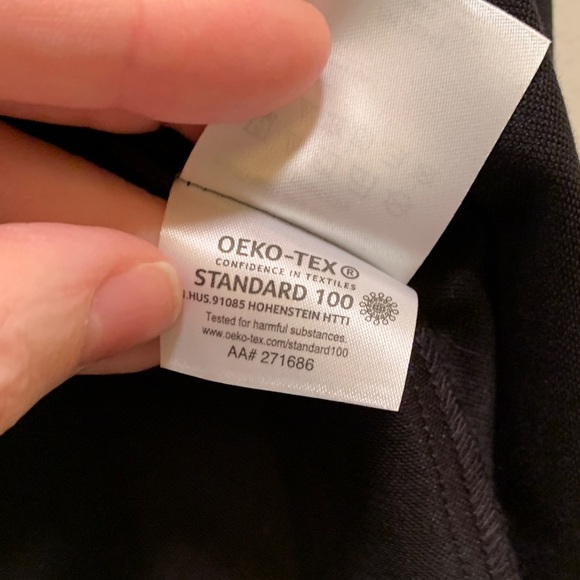 OEKO-TEX®
CONFIDENCE IN TEXTILES
STANDARD 100
.HUS.91085 HOHENSTEIN HTTI
Tested for harmful substances.
www.oeko-tex.com/standard100
AA# 271686